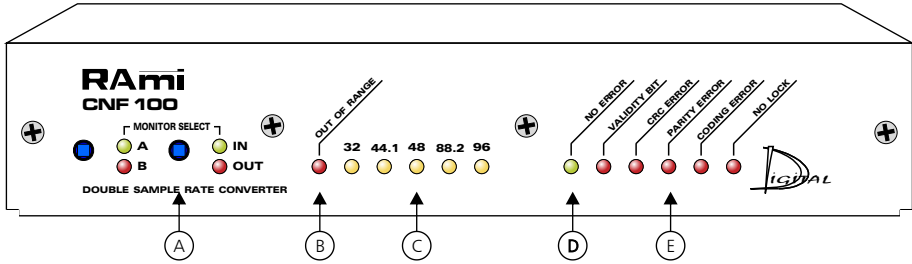 RAmi
CNF 100
MONITOR SELECT
A IN
B OUT
DOUBLE SAMPLE RATE CONVERTER
OUT OF RANGE
32 44.1 48 88.2 96
NO ERROR
VALIDITY BIT
CRC ERROR
PARITY ERROR
CODING ERROR
NO LOCK
DIGITAL
A B C D E